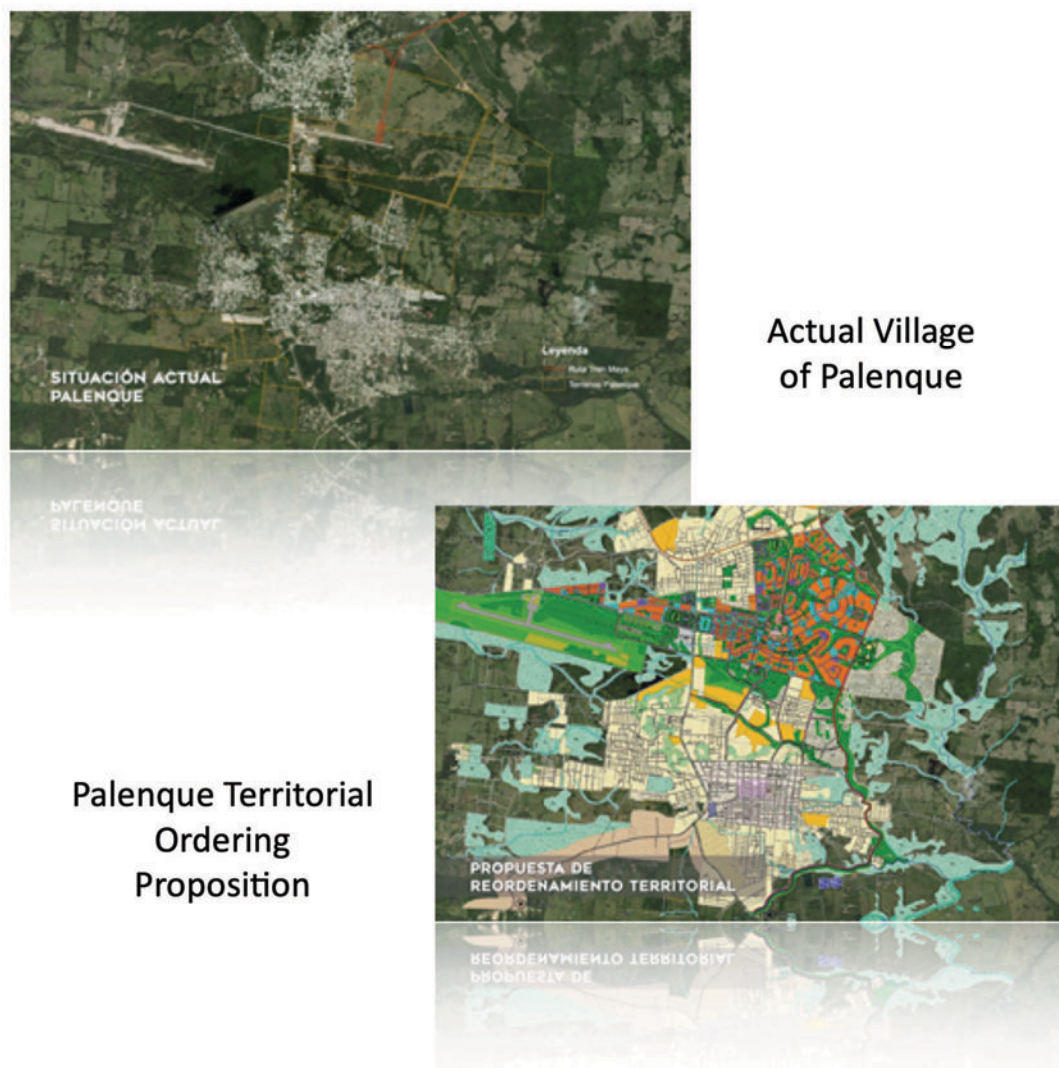 SITUACIÓN ACTUAL
PALENQUE
Leyenda
Ruta Tren Maya
Terrenos Palenque
Actual Village
of Palenque
Palenque Territorial
Ordering
Proposition
PROPUESTA DE
REORDENAMIENTO TERRITORIAL